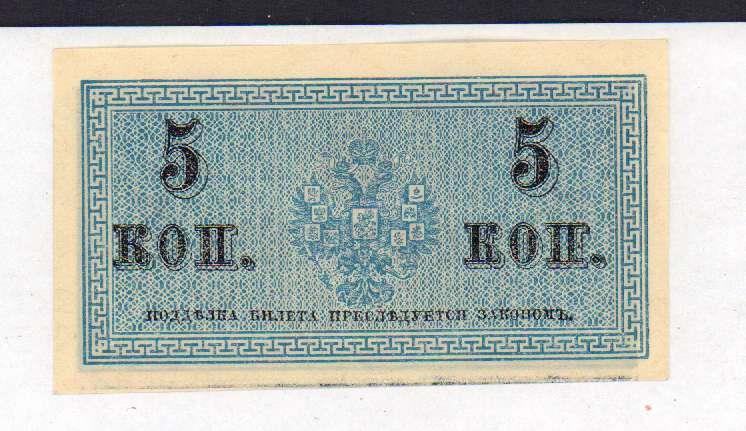 5 5
КОП. КОП.
ПОДДѢЛКА БИЛЕТА ПРЕСЛѢДУЕТСЯ ЗАКОНОМЪ.